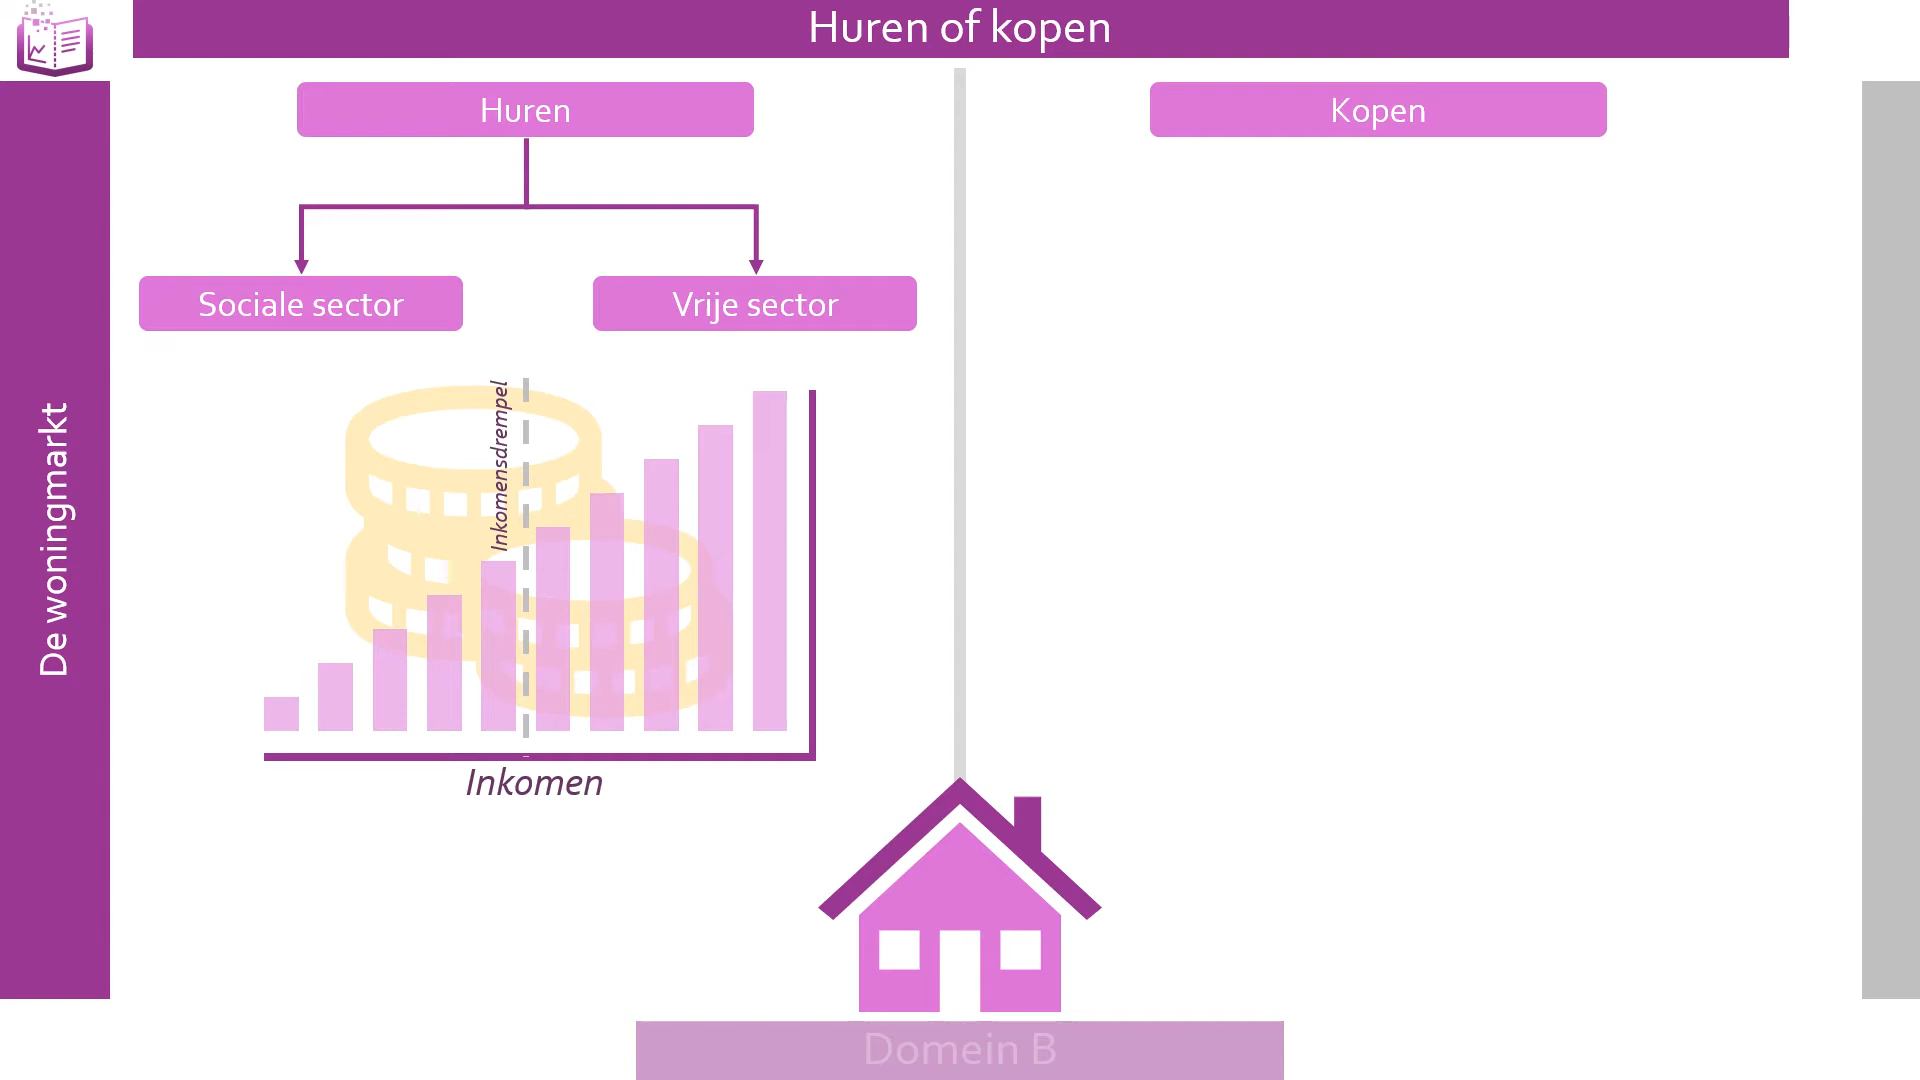 Huren of kopen
Huren
Kopen
Sociale sector
Vrije sector
De woningmarkt
Inkomensdrempel
Inkomen
Domein B